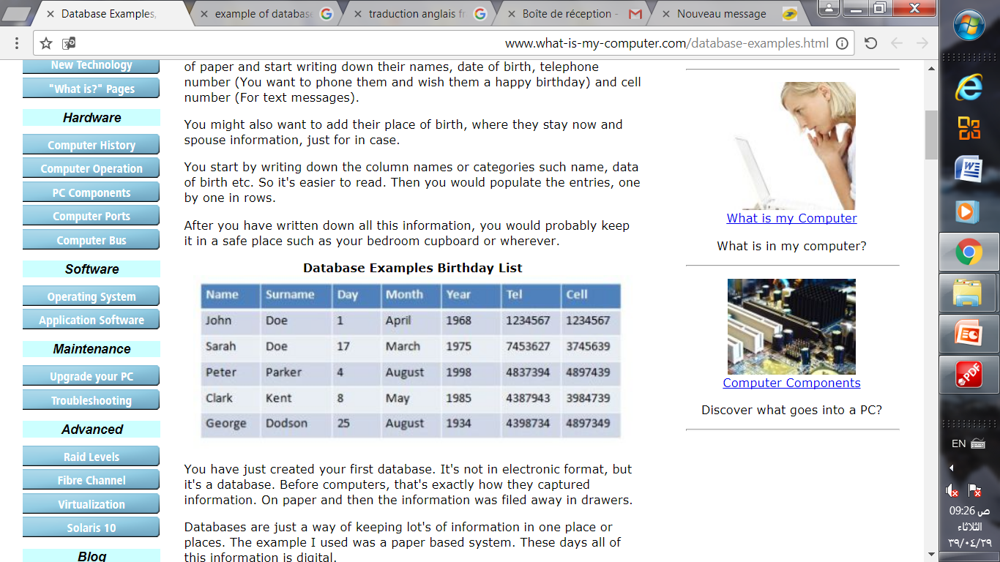 Database Examples,
example of database
traduction anglais fr
Boîte de réception -
Nouveau message
www.what-is-my-computer.com/database-examples.html
New Technology
"What is?" Pages
Hardware
Computer History
Computer Operation
PC Components
Computer Ports
Computer Bus
Software
Operating System
Application Software
Maintenance
Upgrade your PC
Troubleshooting
Advanced
Raid Levels
Fibre Channel
Virtualization
Solaris 10
Blog
of paper and start writing down their names, date of birth, telephone
number (You want to phone them and wish them a happy birthday) and cell
number (For text messages).
You might also want to add their place of birth, where they stay now and
spouse information, just for in case.
You start by writing down the column names or categories such name, data
of birth etc. So it's easier to read. Then you would populate the entries, one
by one in rows.
After you have written down all this information, you would probably keep
it in a safe place such as your bedroom cupboard or wherever.
Database Examples Birthday List
Name Surname Day Month Year Tel Cell
John Doe 1 April 1968 1234567 1234567
Sarah Doe 17 March 1975 7453627 3745639
Peter Parker 4 August 1998 4837394 4897439
Clark Kent 8 May 1985 4387943 3984739
George Dodson 25 August 1934 4398734 4897349
You have just created your first database. It's not in electronic format, but
it's a database. Before computers, that's exactly how they captured
information. On paper and then the information was filed away in drawers.
Databases are just a way of keeping lot's of information in one place or
places. The example I used was a paper based system. These days all of
this information is digital.
What is my Computer
What is in my computer?
Computer Components
Discover what goes into a PC?
PDF
EN
09:26 ص
الثلاثاء
٣٩/٠٤/٢٩